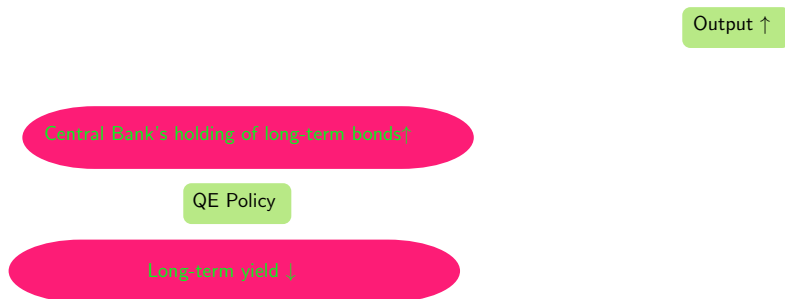 Output ↑
Central Bank's holding of long-term bonds↑
QE Policy
Long-term yield ↓